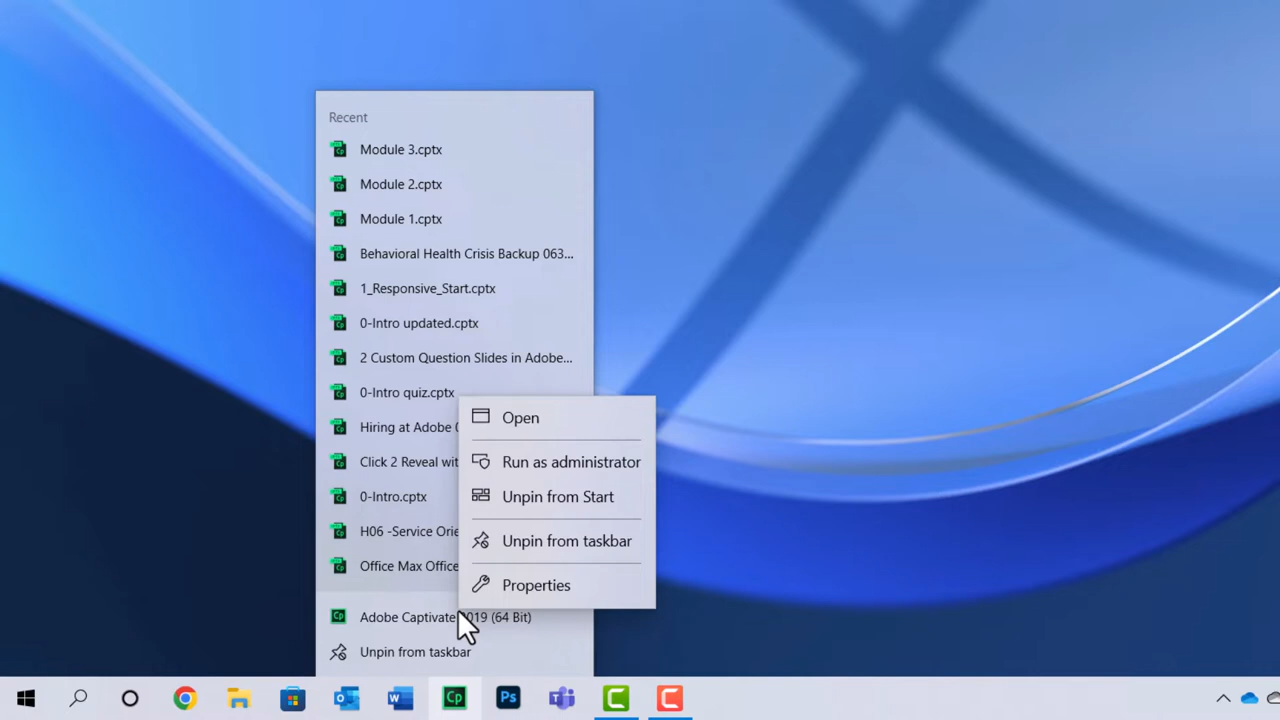 Recent
Module 3.cptx
Module 2.cptx
Module 1.cptx
Behavioral Health Crisis Backup 063...
1_Responsive_Start.cptx
0-Intro updated.cptx
2 Custom Question Slides in Adobe...
0-Intro quiz.cptx
Hiring at Adobe
Click 2 Reveal
0-Intro.cptx
H06 -Service
Office Max
Open
Run as administrator
Unpin from Start
Unpin from taskbar
Properties
Adobe Captivate 2019 (64 Bit)
Unpin from taskbar
Cp
Ps